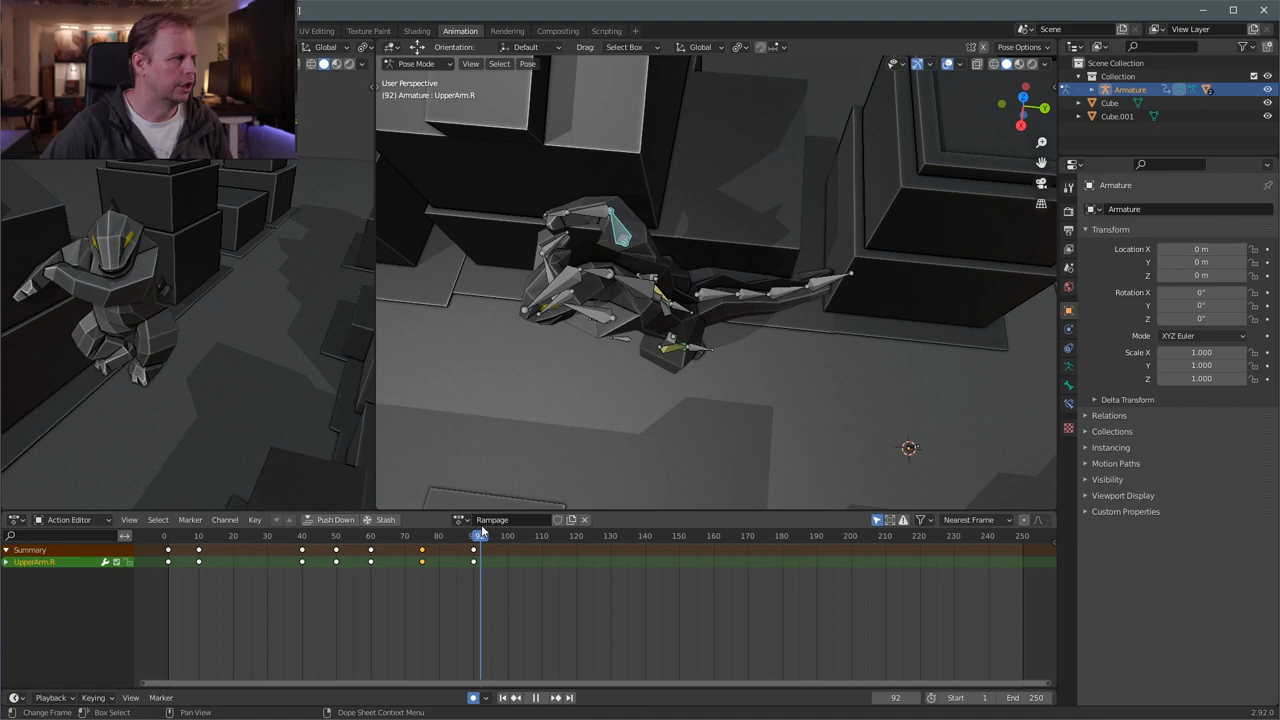 UV Editing Texture Paint Shading Animation Rendering Compositing Scripting +
Scene View Layer
Global Orientation: Default Drag: Select Box Global Pose Options
Pose Mode View Select Pose
User Perspective
(92) Armature : UpperArm.R
Z
Y
X
Scene Collection
Collection
Armature
Cube
Cube.001
Armature
Armature
Transform
Location X 0 m
Y 0 m
Z 0 m
Rotation X 0°
Y 0°
Z 0°
Mode XYZ Euler
Scale X 1.000
Y 1.000
Z 1.000
Delta Transform
Relations
Collections
Instancing
Motion Paths
Visibility
Viewport Display
Custom Properties
Action Editor View Select Marker Channel Key Push Down Stash Rampage Nearest Frame
0 10 20 30 40 50 60 70 80 92 100 110 120 130 140 150 160 170 180 190 200 210 220 230 240 250
Summary
UpperArm.R
Playback Keying View Marker 92 Start 1 End 250
Change Frame Box Select Pan View Dope Sheet Context Menu 2.92.0